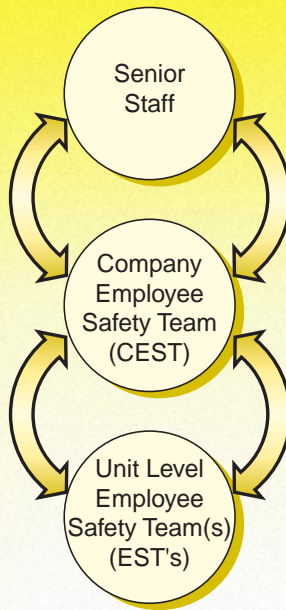 Senior
Staff
Company
Employee
Safety Team
(CEST)
Unit Level
Employee
Safety Team(s)
(EST's)